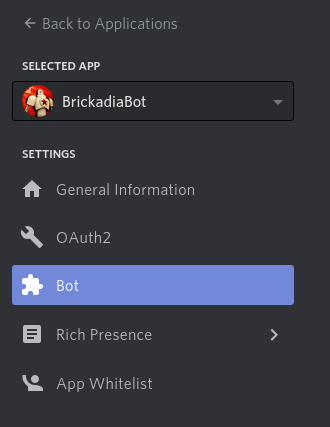 Back to Applications
SELECTED APP
BrickadiaBot
SETTINGS
General Information
OAuth2
Bot
Rich Presence
App Whitelist